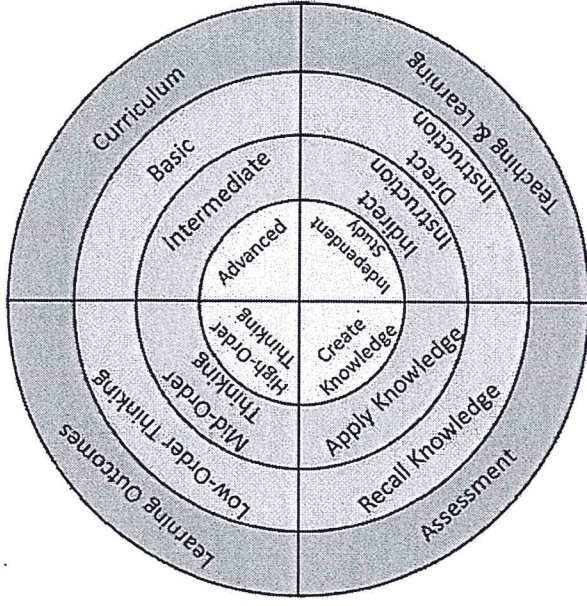 Curriculum
Basic
Intermediate
Advanced
Teaching & Learning
Direct
Instruction
Indirect
Instruction
Independent
Study
Learning Outcomes
Low-Order Thinking
Mid-Order
Thinking
High-Order
Thinking
Assessment
Recall Knowledge
Apply Knowledge
Create
Knowledge